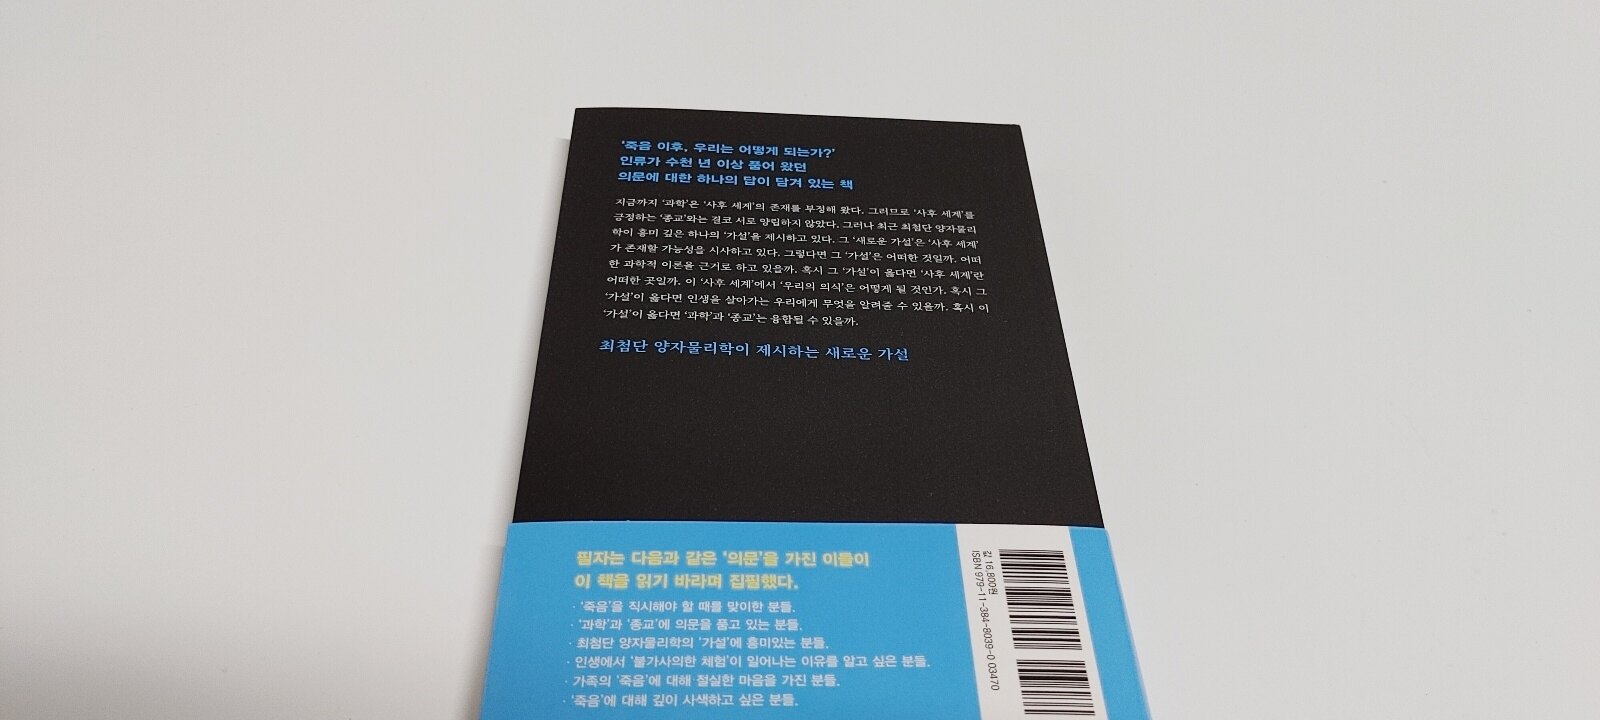 '죽음 이후, 우리는 어떻게 되는가?'
인류가 수천 년 이상 품어 왔던
의문에 대한 하나의 답이 담겨 있는 책
지금까지 '과학'은 '사후 세계'의 존재를 부정해 왔다. 그러므로 '사후 세계'를
긍정하는 '종교'와는 결코 서로 양립하지 않았다. 그러나 최근 최첨단 양자물리
학이 흥미 깊은 하나의 '가설'을 제시하고 있다. 그 '새로운 가설'은 '사후 세계'
가 존재할 가능성을 시사하고 있다. 그렇다면 그 '가설'은 어떠한 것일까. 어떠
한 과학적 이론을 근거로 하고 있을까. 혹시 그 '가설'이 옳다면 '사후 세계'란
어떠한 곳일까. 이 '사후 세계'에서 '우리의 의식'은 어떻게 될 것인가. 혹시 그
'가설'이 옳다면 인생을 살아가는 우리에게 무엇을 알려줄 수 있을까. 혹시 이
'가설'이 옳다면 '과학'과 '종교'는 융합될 수 있을까.
최첨단 양자물리학이 제시하는 새로운 가설
필자는 다음과 같은 '의문'을 가진 이들이
이 책을 읽기 바라며 집필했다.
· '죽음'을 직시해야 할 때를 맞이한 분들.
· '과학'과 '종교'에 의문을 품고 있는 분들.
· 최첨단 양자물리학의 '가설'에 흥미있는 분들.
· 인생에서 '불가사의한 체험'이 일어나는 이유를 알고 싶은 분들.
· 가족의 '죽음'에 대해 절실한 마음을 가진 분들.
· '죽음'에 대해 깊이 사색하고 싶은 분들.
값 16,800원
ISBN 979-11-384-8039-0 03470